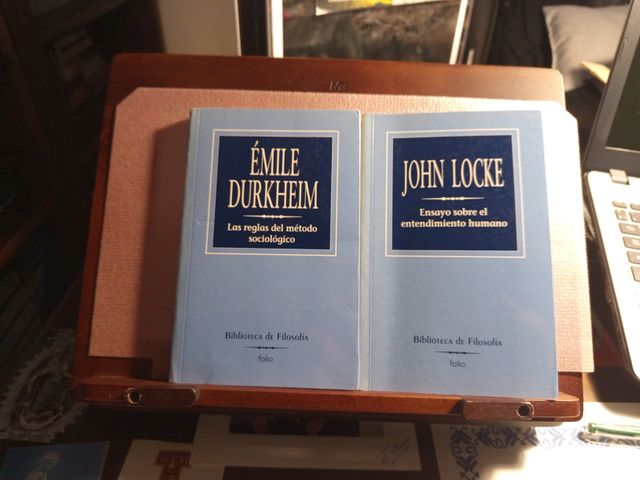 ÉMILE
DURKHEIM
Las reglas del método
sociológico
Biblioteca de Filosofía
folio
JOHN LOCKE
Ensayo sobre el
entendimiento humano
Biblioteca de Filosofía
folio